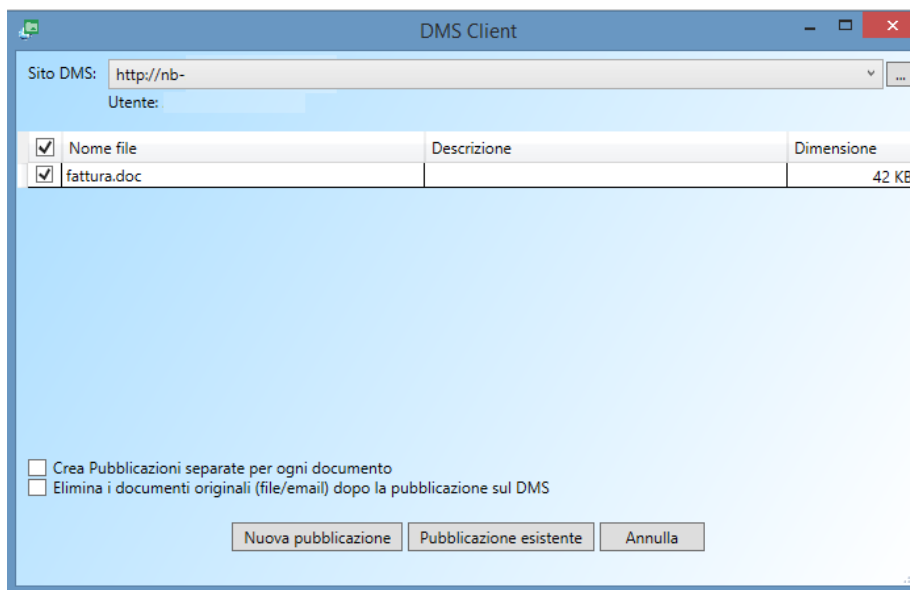 DMS Client
Sito DMS: http://nb- ...
Utente:
Nome file Descrizione Dimensione
fattura.doc 42 KB
Crea Pubblicazioni separate per ogni documento
Elimina i documenti originali (file/email) dopo la pubblicazione sul DMS
Nuova pubblicazione Pubblicazione esistente Annulla